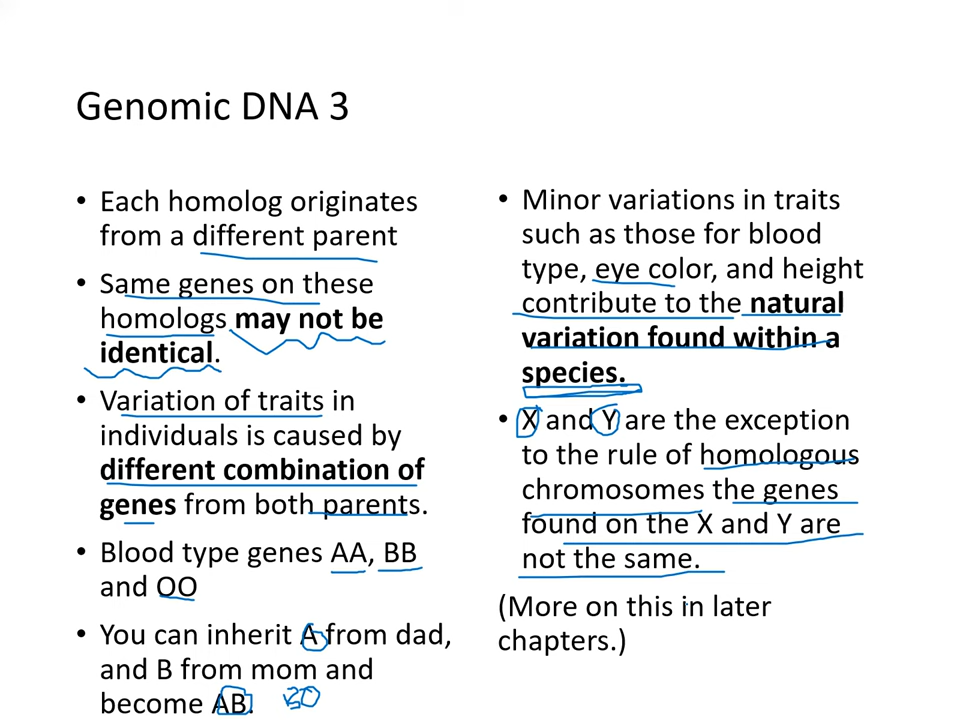 Genomic DNA 3
• Each homolog originates
from a different parent
• Same genes on these
homologs may not be
identical.
• Variation of traits in
individuals is caused by
different combination of
genes from both parents.
• Blood type genes AA, BB
and OO
• You can inherit A from dad,
and B from mom and
become AB. BO
• Minor variations in traits
such as those for blood
type, eye color, and height
contribute to the natural
variation found within a
species.
• X and Y are the exception
to the rule of homologous
chromosomes the genes
found on the X and Y are
not the same.
(More on this in later
chapters.)